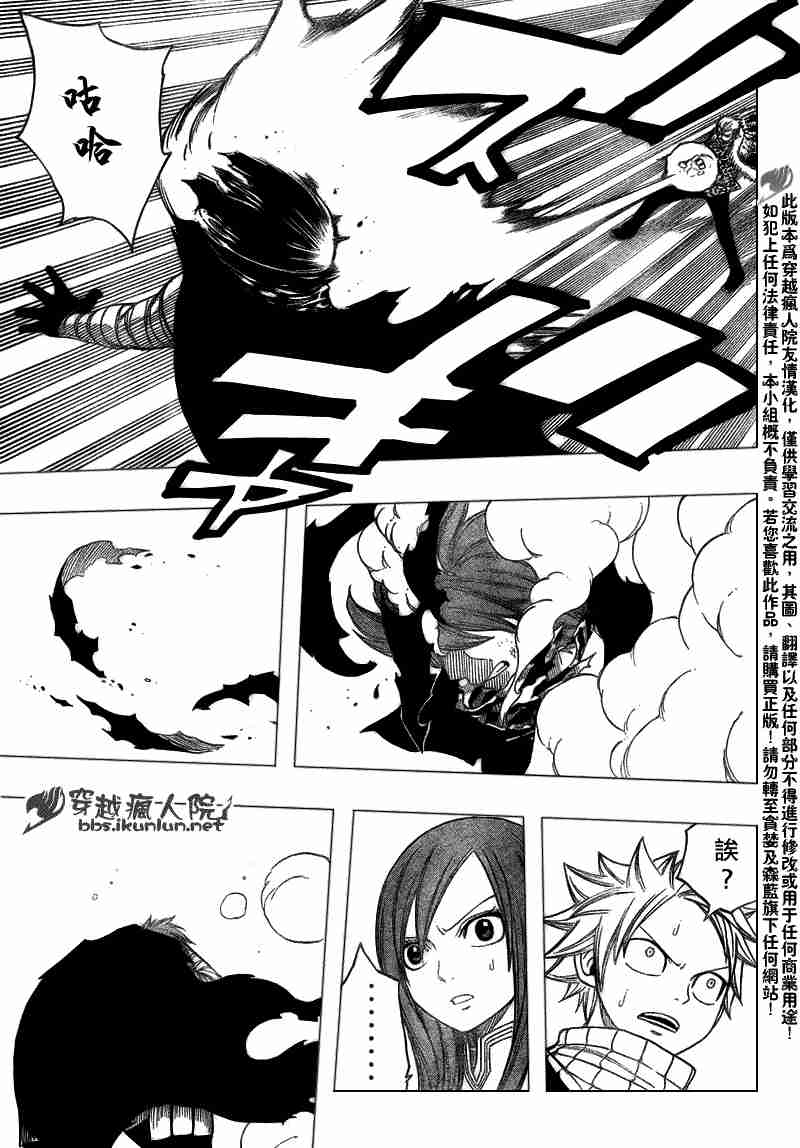 咕
哈
此版本爲穿越瘋人院友情漢化，僅供學習交流之用，其圖、翻譯以及任何部分不得進行修改或用于任何商業用途！
如犯上任何法律責任，本小組概不負責。若您喜歡此作品，請購買正版！請勿轉至貪婪及森藍旗下任何網站！
穿越瘋人院
bbs.ikunlun.net
誒？
………